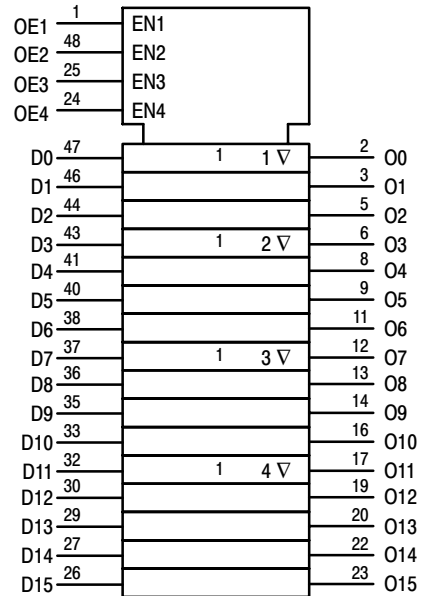 OE1 1 EN1
OE2 48 EN2
OE3 25 EN3
OE4 24 EN4
D0 47 1 1 ∇ 2 O0
D1 46 3 O1
D2 44 5 O2
D3 43 1 2 ∇ 6 O3
D4 41 8 O4
D5 40 9 O5
D6 38 11 O6
D7 37 1 3 ∇ 12 O7
D8 36 13 O8
D9 35 14 O9
D10 33 16 O10
D11 32 1 4 ∇ 17 O11
D12 30 19 O12
D13 29 20 O13
D14 27 22 O14
D15 26 23 O15